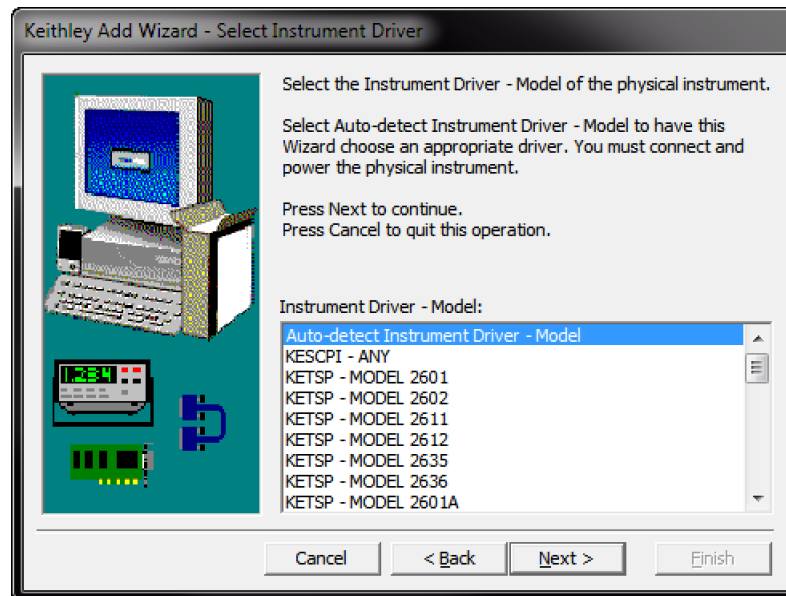 Keithley Add Wizard - Select Instrument Driver
Select the Instrument Driver - Model of the physical instrument.
Select Auto-detect Instrument Driver - Model to have this
Wizard choose an appropriate driver. You must connect and
power the physical instrument.
Press Next to continue.
Press Cancel to quit this operation.
Instrument Driver - Model:
Auto-detect Instrument Driver - Model
KESCPI - ANY
KETSP - MODEL 2601
KETSP - MODEL 2602
KETSP - MODEL 2611
KETSP - MODEL 2612
KETSP - MODEL 2635
KETSP - MODEL 2636
KETSP - MODEL 2601A
1.284
Cancel
< Back
Next >
Finish